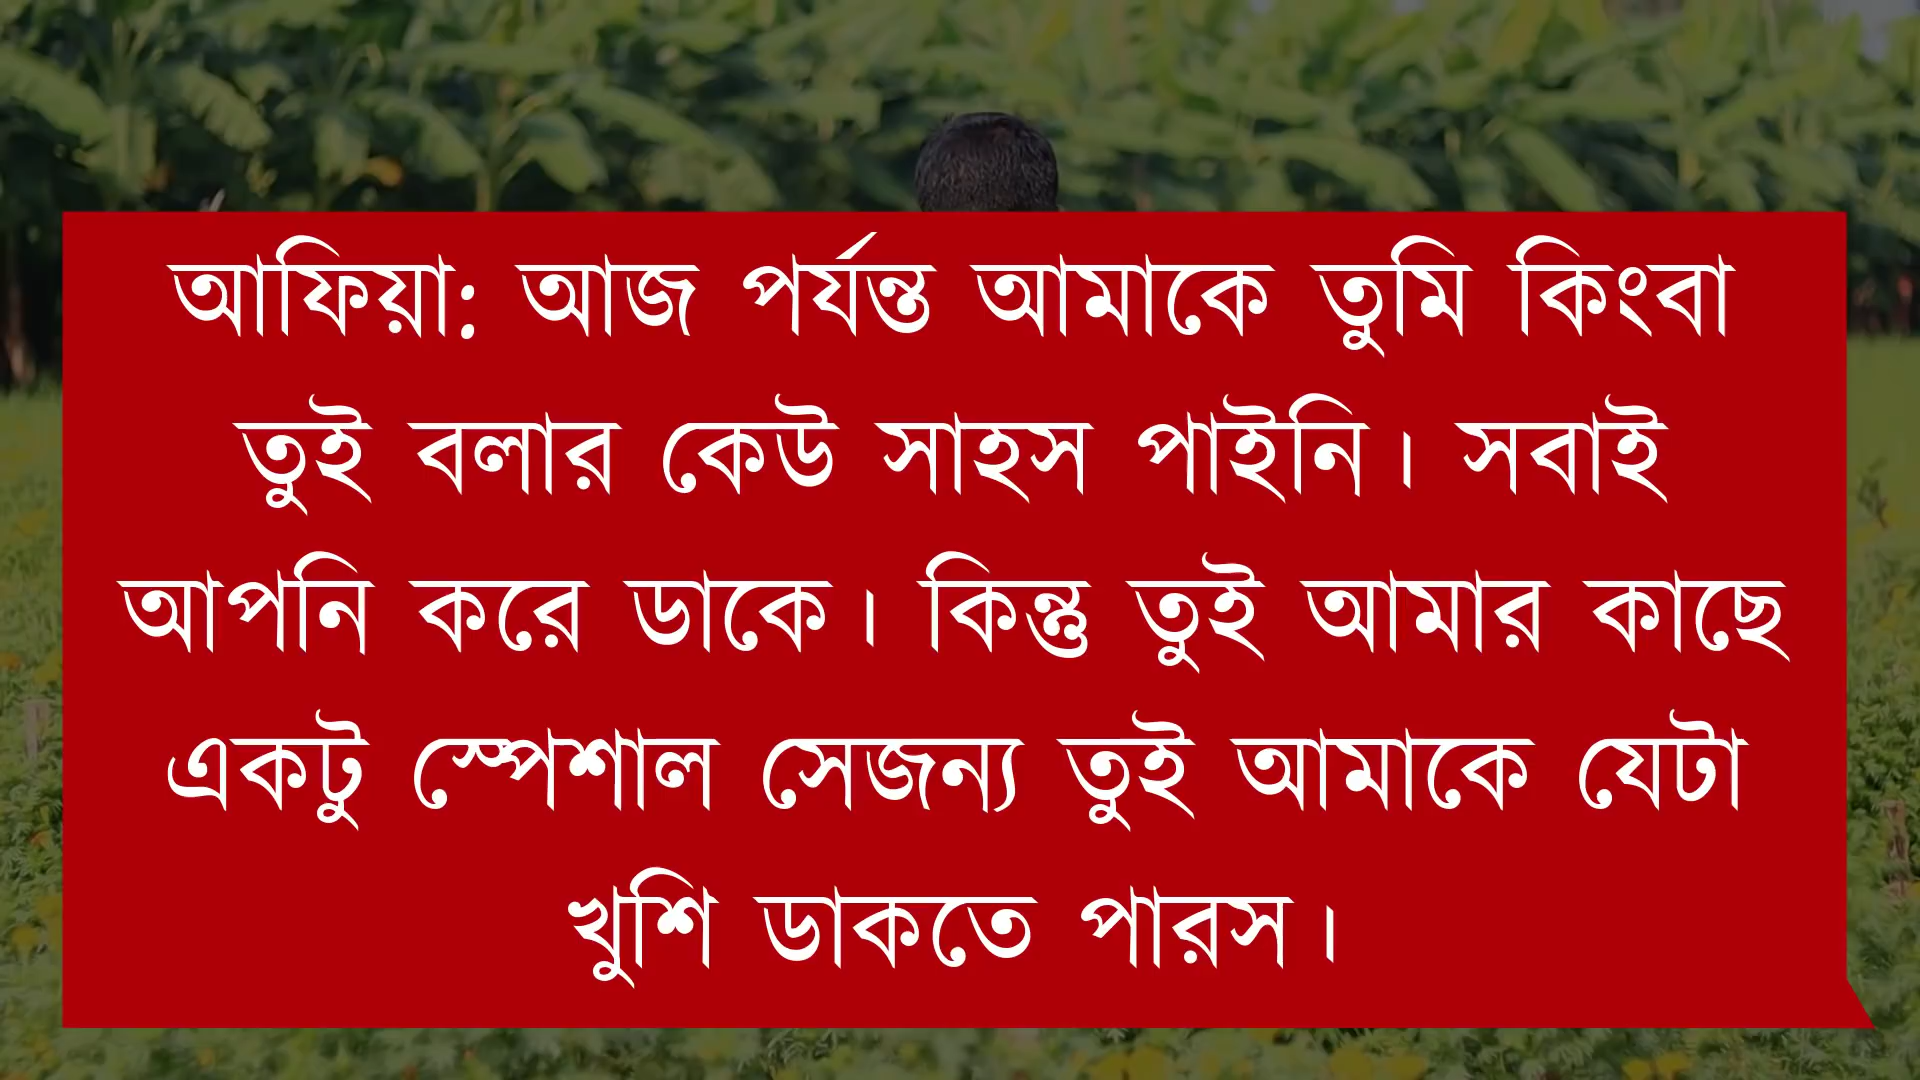 আফিয়া: আজ পর্যন্ত আমাকে তুমি কিংবা
তুই বলার কেউ সাহস পাইনি। সবাই
আপনি করে ডাকে। কিন্তু তুই আমার কাছে
একটু স্পেশাল সেজন্য তুই আমাকে যেটা
খুশি ডাকতে পারস।